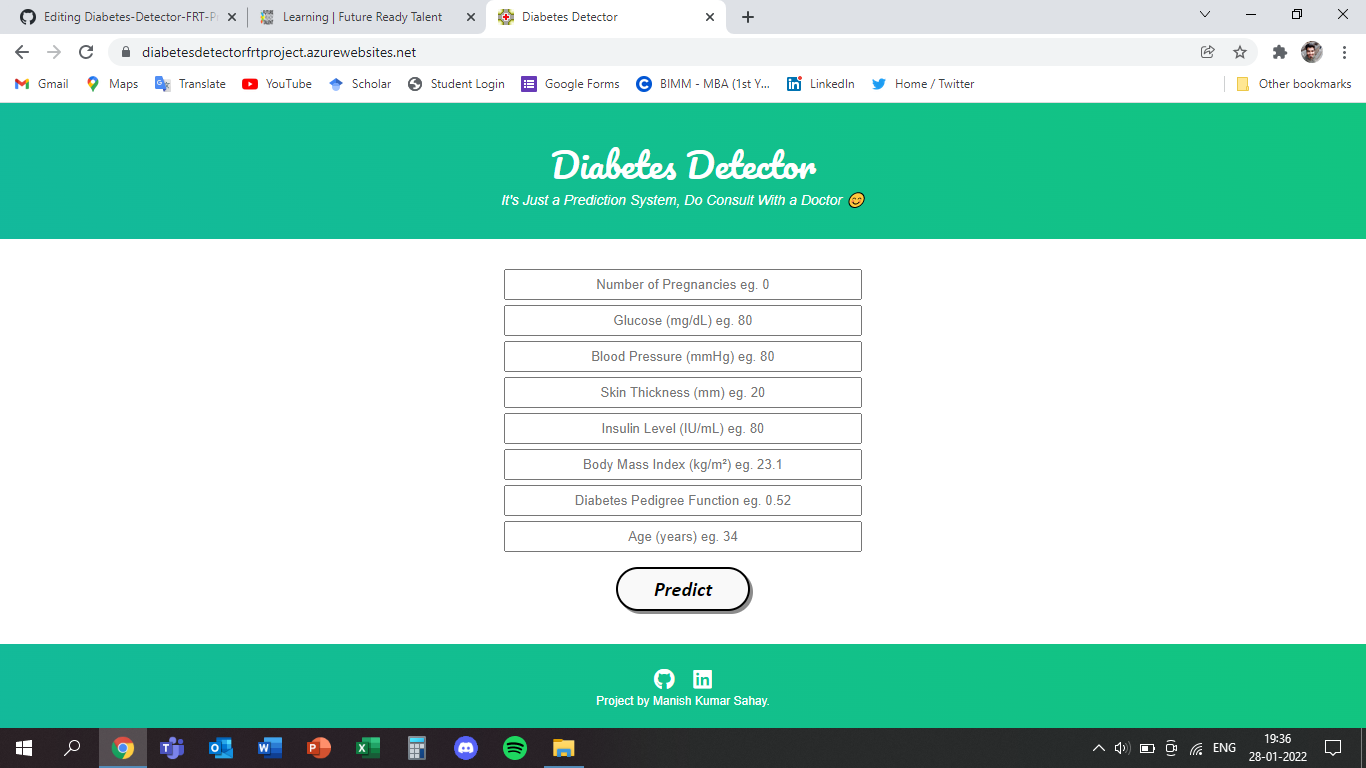 Editing Diabetes-Detector-FRT-Pr
Learning | Future Ready Talent
Diabetes Detector
diabetesdetectorfrtproject.azurewebsites.net
Gmail
Maps
Translate
YouTube
Scholar
Student Login
Google Forms
BIMM - MBA (1st Y...
LinkedIn
Home / Twitter
Other bookmarks
Diabetes Detector
It's Just a Prediction System, Do Consult With a Doctor 😊
Number of Pregnancies eg. 0
Glucose (mg/dL) eg. 80
Blood Pressure (mmHg) eg. 80
Skin Thickness (mm) eg. 20
Insulin Level (IU/mL) eg. 80
Body Mass Index (kg/m²) eg. 23.1
Diabetes Pedigree Function eg. 0.52
Age (years) eg. 34
Predict
Project by Manish Kumar Sahay.
ENG
19:36
28-01-2022